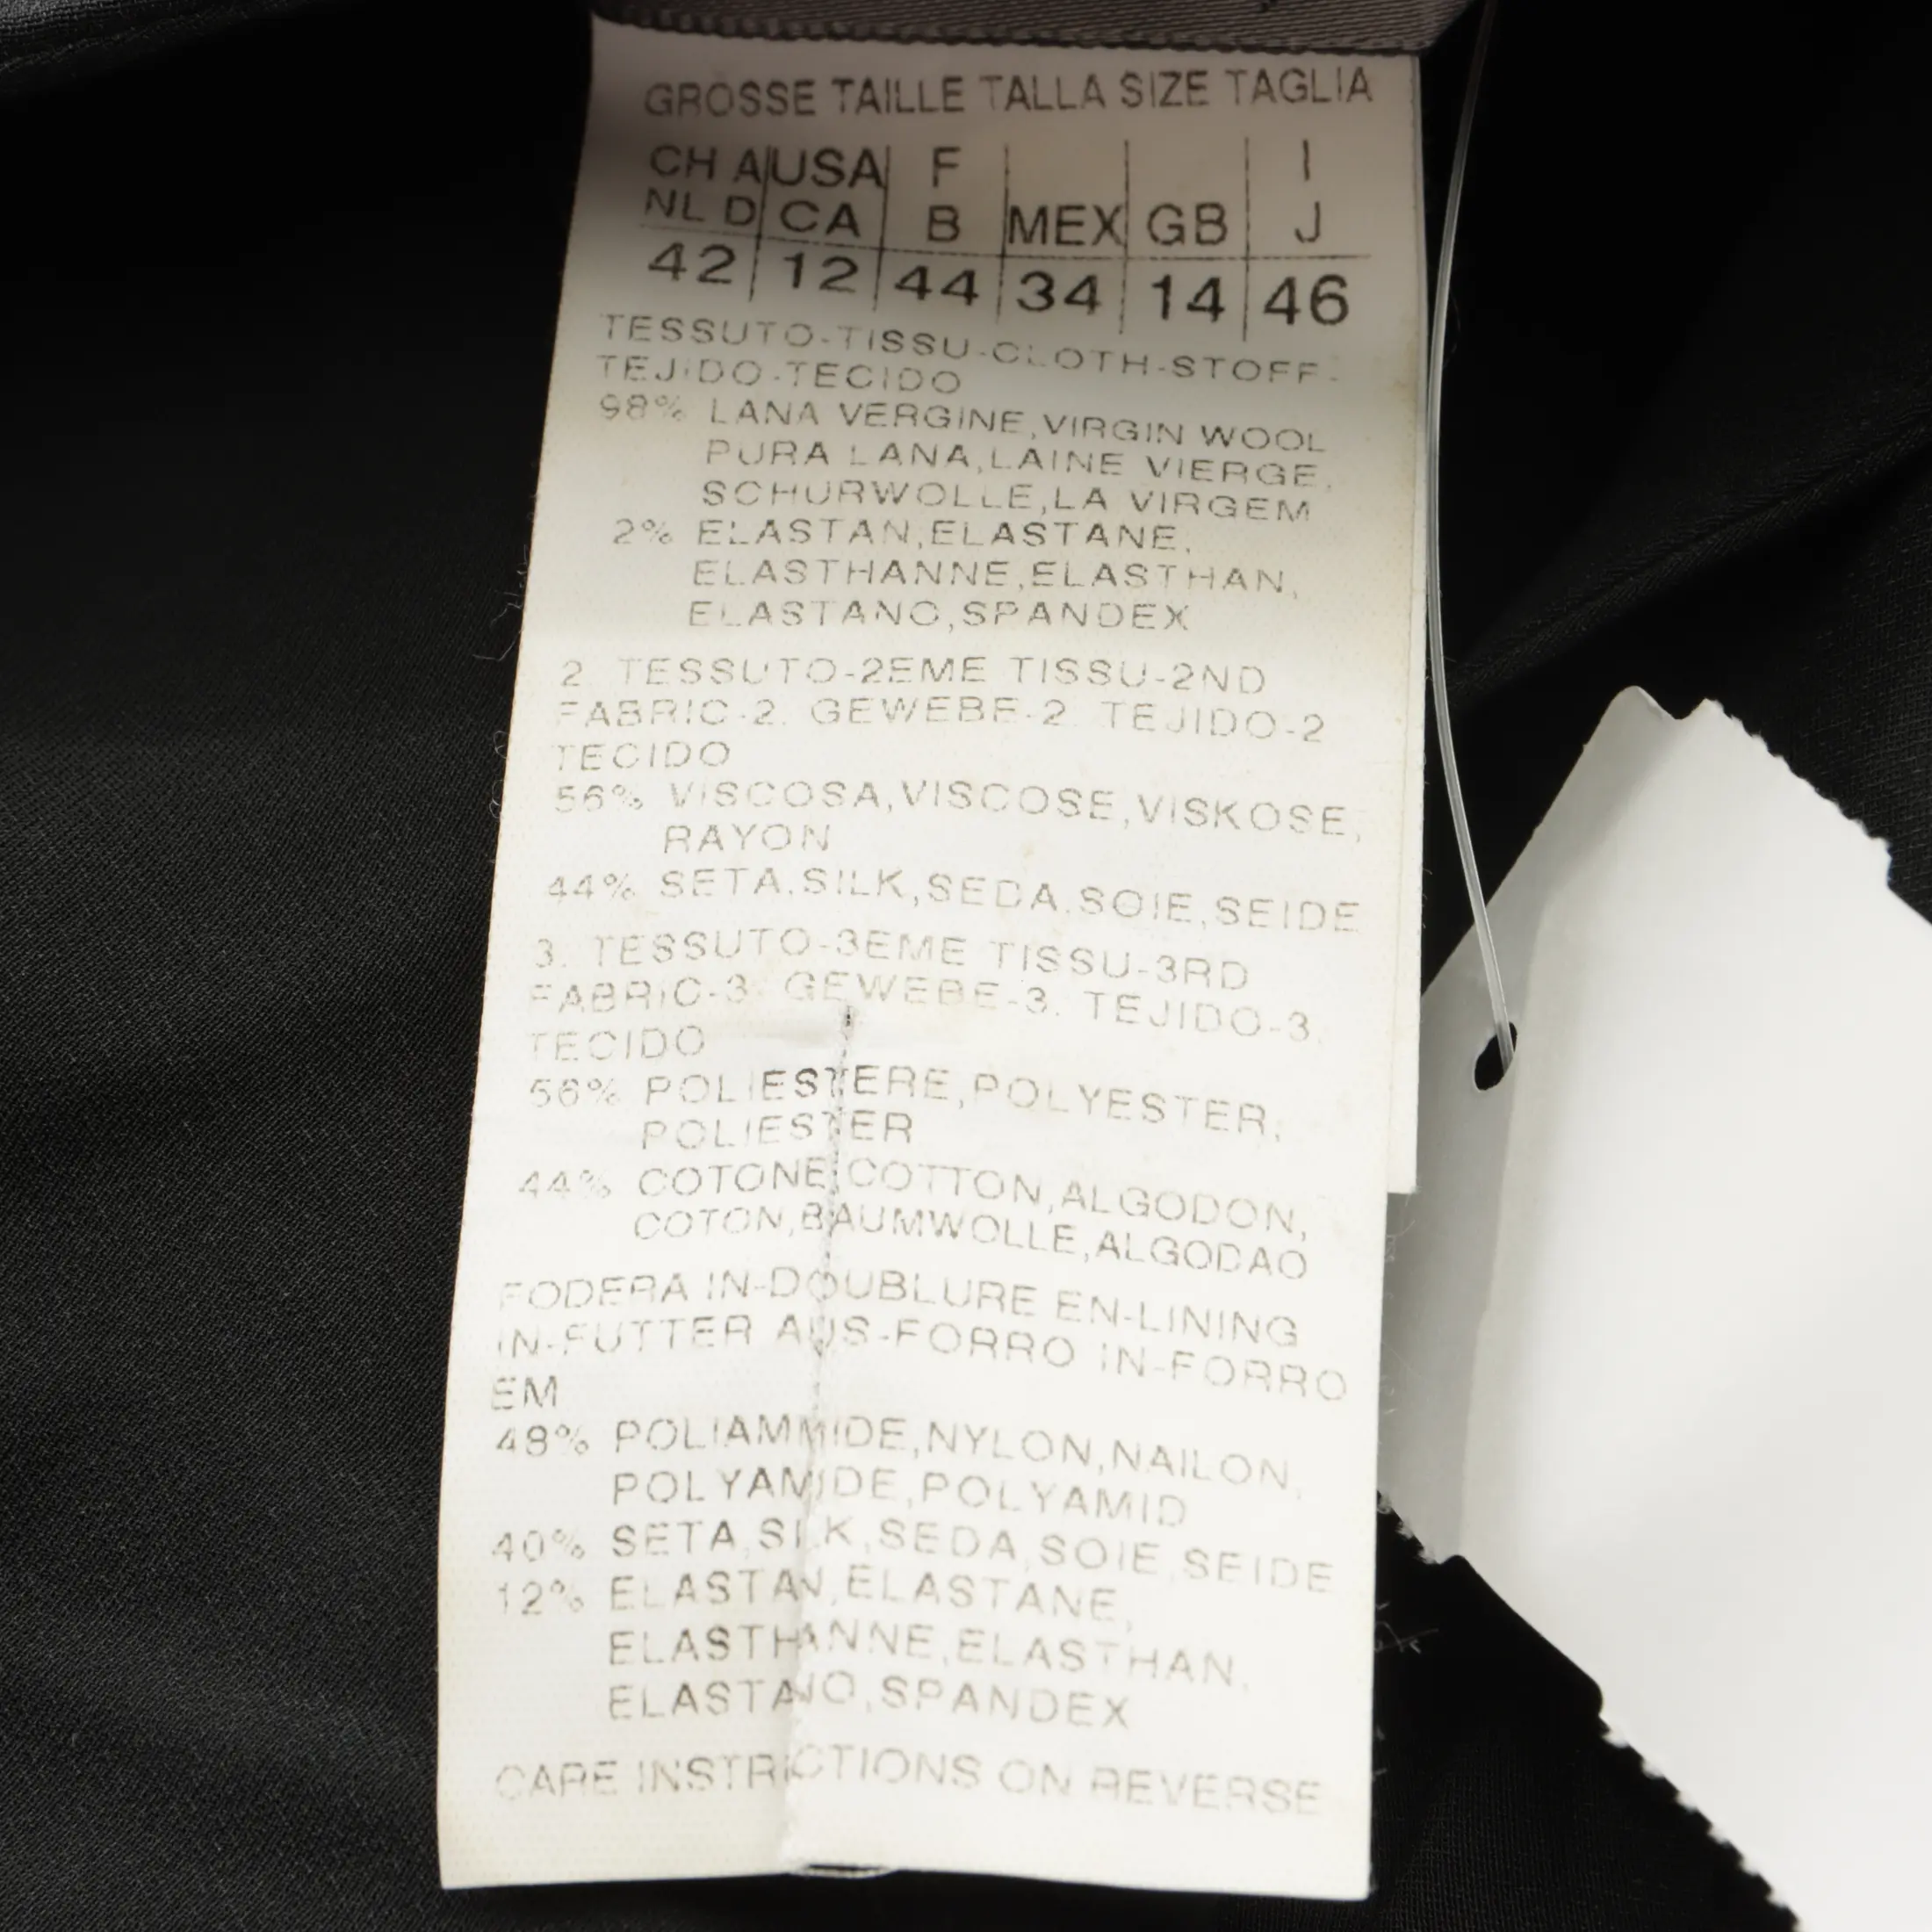 GROSSE TAILLE TALLA SIZE TAGLIA
CH A USA F I
NL D CA B MEX GB J
42 12 44 34 14 46
TESSUTO-TISSU-CLOTH-STOFF-
TEJIDO-TECIDO
98% LANA VERGINE,VIRGIN WOOL
PURA LANA,LAINE VIERGE,
SCHURWOLLE,LA VIRGEM
2% ELASTAN,ELASTANE,
ELASTHANNE,ELASTHAN,
ELASTANO,SPANDEX
2. TESSUTO-2EME TISSU-2ND
FABRIC-2. GEWEBE-2. TEJIDO-2
TECIDO
56% VISCOSA,VISCOSE,VISKOSE,
RAYON
44% SETA,SILK,SEDA,SOIE,SEIDE
3. TESSUTO-3EME TISSU-3RD
FABRIC-3. GEWEBE-3. TEJIDO-3.
TECIDO
56% POLIESTERE,POLYESTER,
POLIESTER
44% COTONE,COTTON,ALGODON,
COTON,BAUMWOLLE,ALGODAO
FODERA IN-DOUBLURE EN-LINING
IN-FUTTER AUS-FORRO IN-FORRO
EM
48% POLIAMMIDE,NYLON,NAILON,
POLYAMIDE,POLYAMID
40% SETA,SILK,SEDA,SOIE,SEIDE
12% ELASTAN,ELASTANE,
ELASTHANNE,ELASTHAN,
ELASTANO,SPANDEX
CARE INSTRUCTIONS ON REVERSE